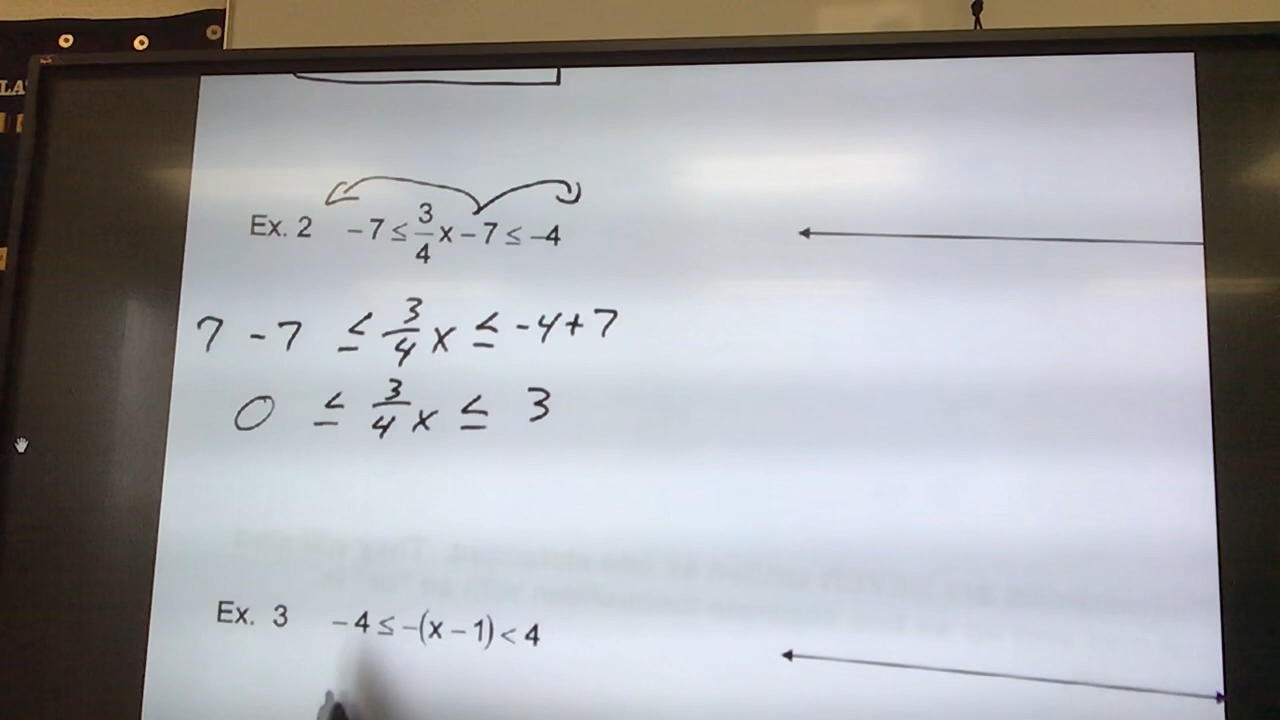 LA
Ex. 2 −7 ≤ 3/4 x − 7 ≤ −4
7 - 7 ≤ 3/4 x ≤ -4+7
0 ≤ 3/4 x ≤ 3
Ex. 3 −4 ≤ −(x − 1) < 4